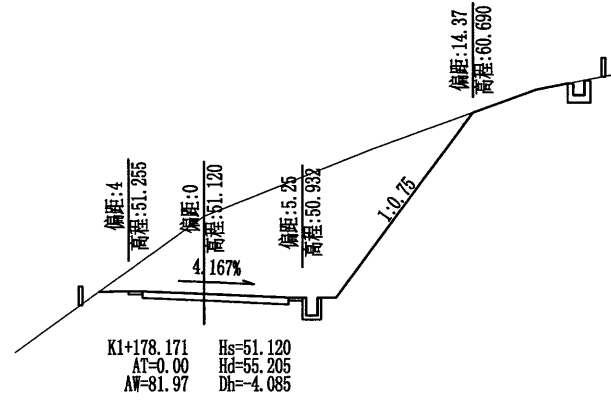 偏距:14.37
高程:60.690
偏距:4
高程:51.255
偏距:0
高程:51.120
偏距:5.25
高程:50.932
1:0.75
4.167%
K1+178.171 Hs=51.120
AT=0.00 Hd=55.205
AW=81.97 Dh=-4.085